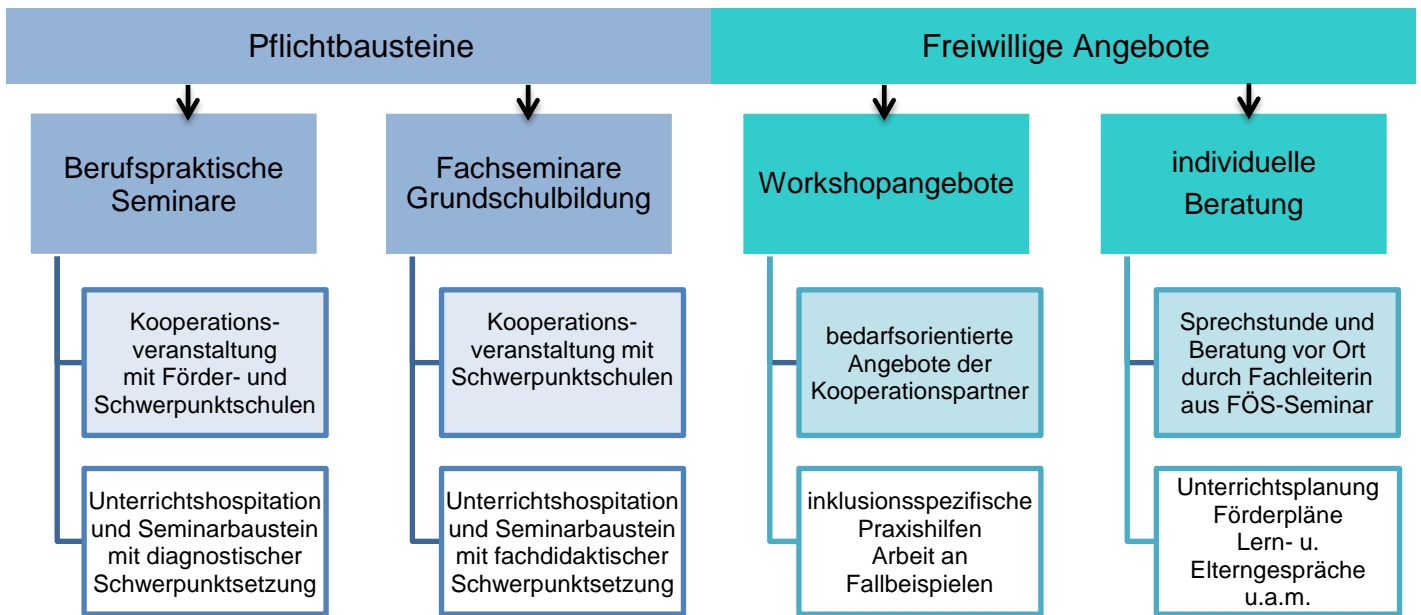 Pflichtbausteine
Freiwillige Angebote
Berufspraktische
Seminare
Fachseminare
Grundschulbildung
Workshopangebote
individuelle
Beratung
Kooperations-
veranstaltung
mit Förder- und
Schwerpunktschulen
Kooperations-
veranstaltung mit
Schwerpunktschulen
bedarfsorientierte
Angebote der
Kooperationspartner
Sprechstunde und
Beratung vor Ort
durch Fachleiterin
aus FÖS-Seminar
Unterrichtshospitation
und Seminarbaustein
mit diagnostischer
Schwerpunktsetzung
Unterrichtshospitation
und Seminarbaustein
mit fachdidaktischer
Schwerpunktsetzung
inklusionsspezifische
Praxishilfen
Arbeit an
Fallbeispielen
Unterrichtsplanung
Förderpläne
Lern- u.
Elterngespräche
u.a.m.